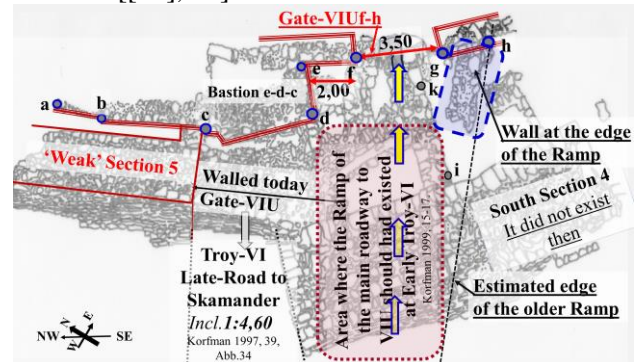 Gate-VIUf-h
3,50
h
g
e
f
k
Bastion e-d-c
2,00
a
b
c
d
Wall at the edge
of the Ramp
'Weak' Section 5
i
Walled today
Gate-VIU
South Section 4
It did not exist
then
Troy-VI
Late-Road to
Skamander
Incl.1:4,60
Korfman 1997, 39,
Abb.34
Area where the Ramp of
the main roadway to
VIU should had existed
at Early Troy-VI
Korfman 1999, 15-17.
Estimated edge
of the older Ramp
N
E
NW
SE
W
S